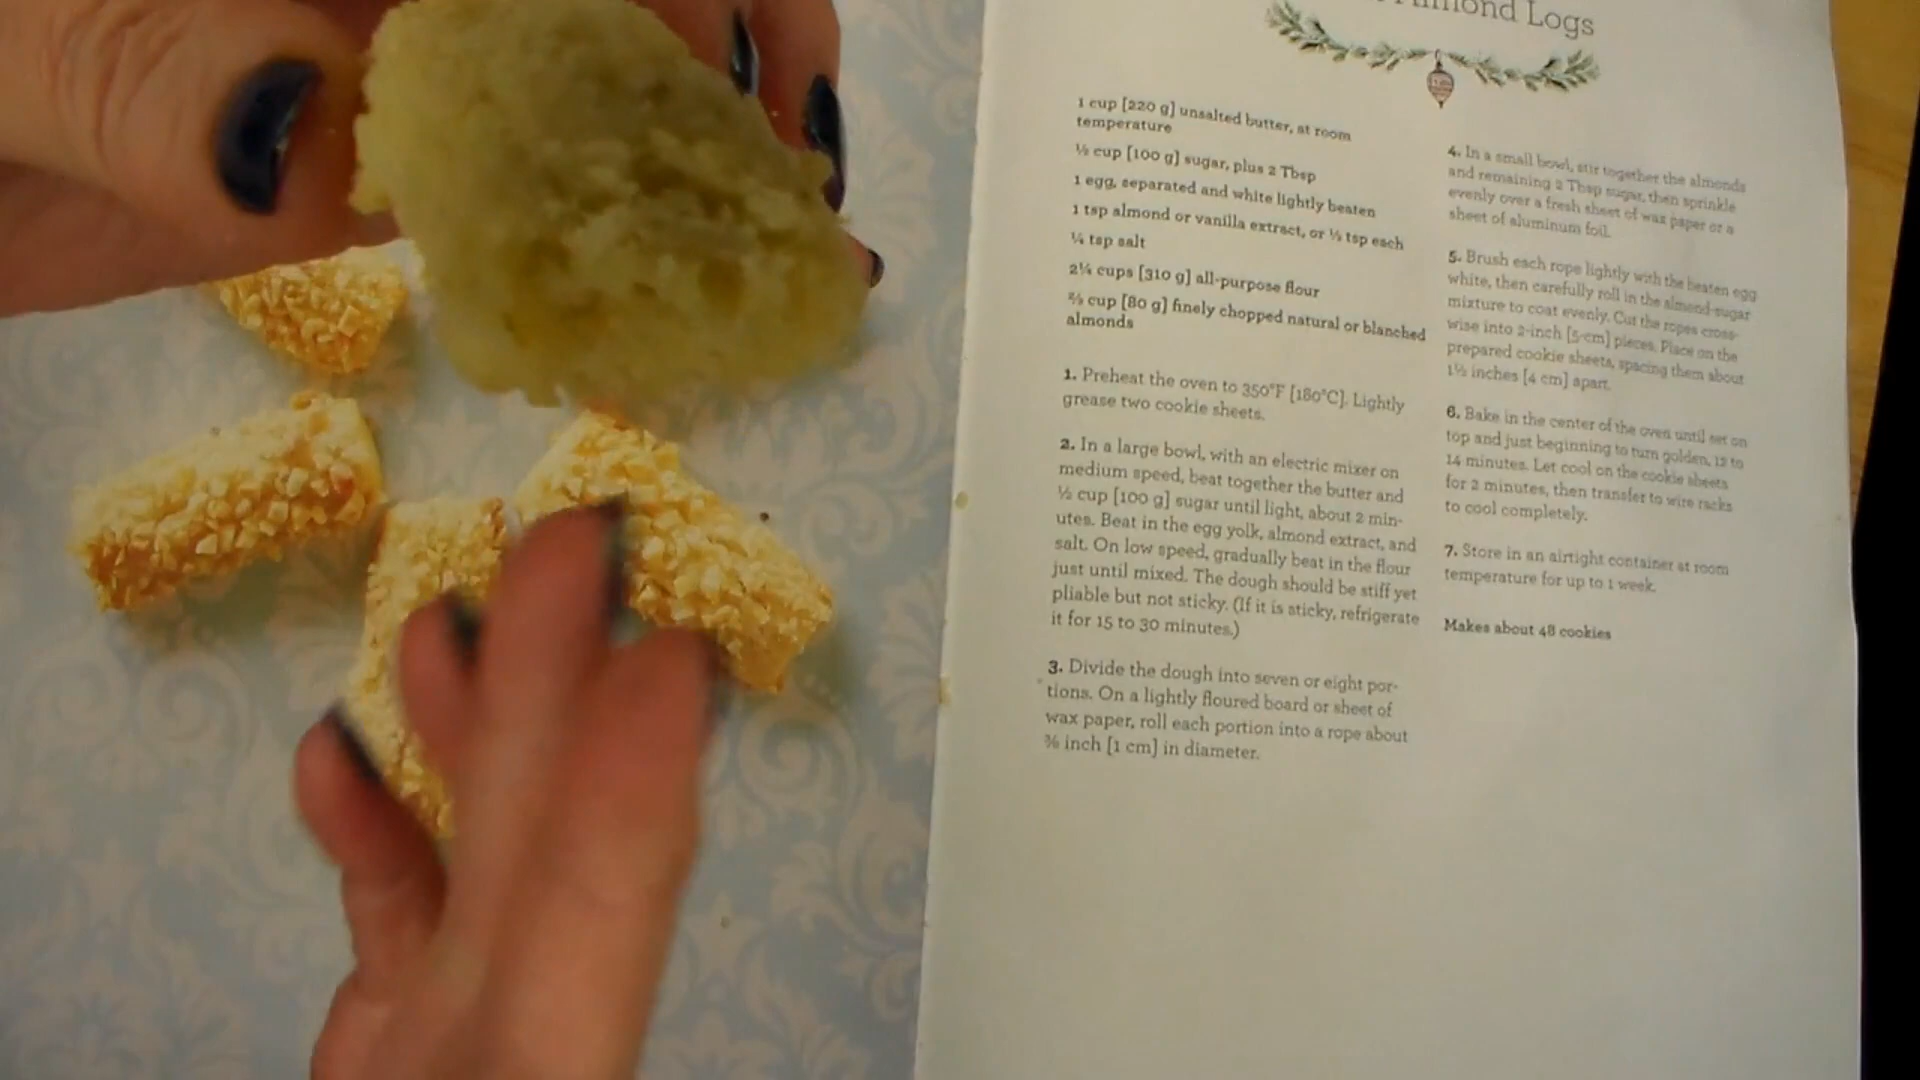 Almond Logs
1 cup [220 g] unsalted butter, at room
temperature
½ cup [100 g] sugar, plus 2 Tbsp
1 egg, separated and white lightly beaten
1 tsp almond or vanilla extract, or ½ tsp each
¼ tsp salt
2¼ cups [310 g] all-purpose flour
⅔ cup [80 g] finely chopped natural or blanched
almonds
1. Preheat the oven to 350°F [180°C]. Lightly
grease two cookie sheets.
2. In a large bowl, with an electric mixer on
medium speed, beat together the butter and
½ cup [100 g] sugar until light, about 2 min-
utes. Beat in the egg yolk, almond extract, and
salt. On low speed, gradually beat in the flour
just until mixed. The dough should be stiff yet
pliable but not sticky. (If it is sticky, refrigerate
it for 15 to 30 minutes.)
3. Divide the dough into seven or eight por-
tions. On a lightly floured board or sheet of
wax paper, roll each portion into a rope about
⅜ inch [1 cm] in diameter.
4. In a small bowl, stir together the almonds
and remaining 2 Tbsp sugar, then sprinkle
evenly over a fresh sheet of wax paper or a
sheet of aluminum foil.
5. Brush each rope lightly with the beaten egg
white, then carefully roll in the almond-sugar
mixture to coat evenly. Cut the ropes cross-
wise into 2-inch [5-cm] pieces. Place on the
prepared cookie sheets, spacing them about
1½ inches [4 cm] apart.
6. Bake in the center of the oven until set on
top and just beginning to turn golden, 12 to
14 minutes. Let cool on the cookie sheets
for 2 minutes, then transfer to wire racks
to cool completely.
7. Store in an airtight container at room
temperature for up to 1 week.
Makes about 48 cookies